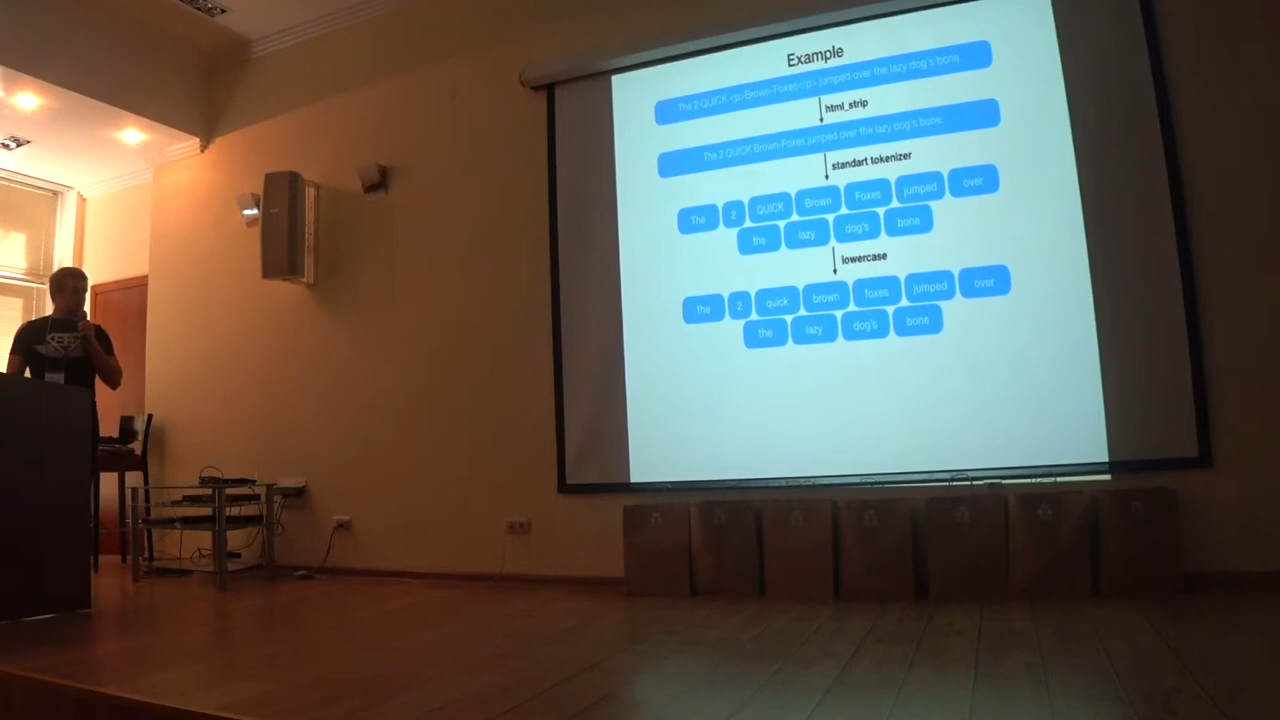 Example
The 2 QUICK <p>Brown-Foxes</p> jumped over the lazy dog's bone.
html_strip
The 2 QUICK Brown-Foxes jumped over the lazy dog's bone.
standart tokenizer
The 2 QUICK Brown Foxes jumped over
the lazy dog's bone
lowercase
the 2 quick brown foxes jumped over
the lazy dog's bone